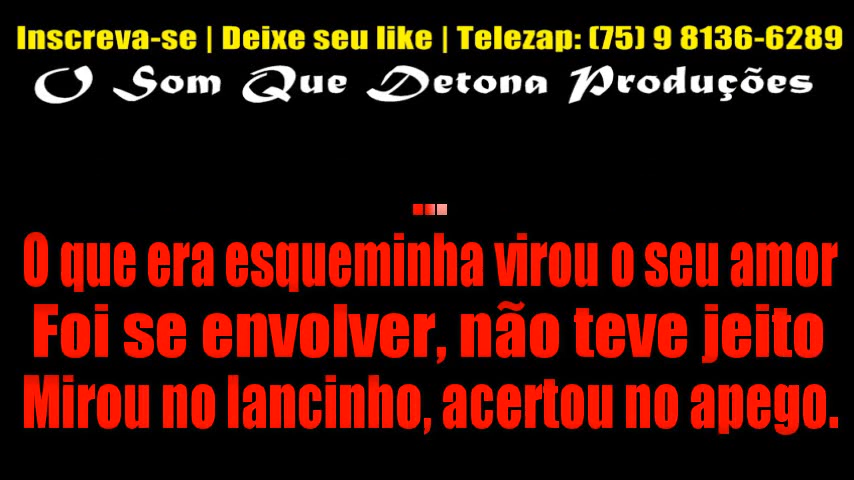 Inscreva-se | Deixe seu like | Telezap: (75) 9 8136-6289
O Som Que Detona Produções
O que era esqueminha virou o seu amor
Foi se envolver, não teve jeito
Mirou no lancinho, acertou no apego.